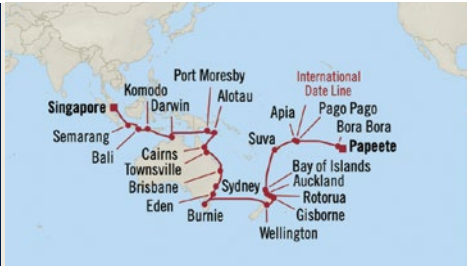 International
Date Line
Port Moresby
Komodo
Darwin
Alotau
Apia
Pago Pago
Singapore
Bora Bora
Semarang
Suva
Papeete
Bali
Cairns
Townsville
Bay of Islands
Auckland
Brisbane
Sydney
Rotorua
Eden
Gisborne
Burnie
Wellington